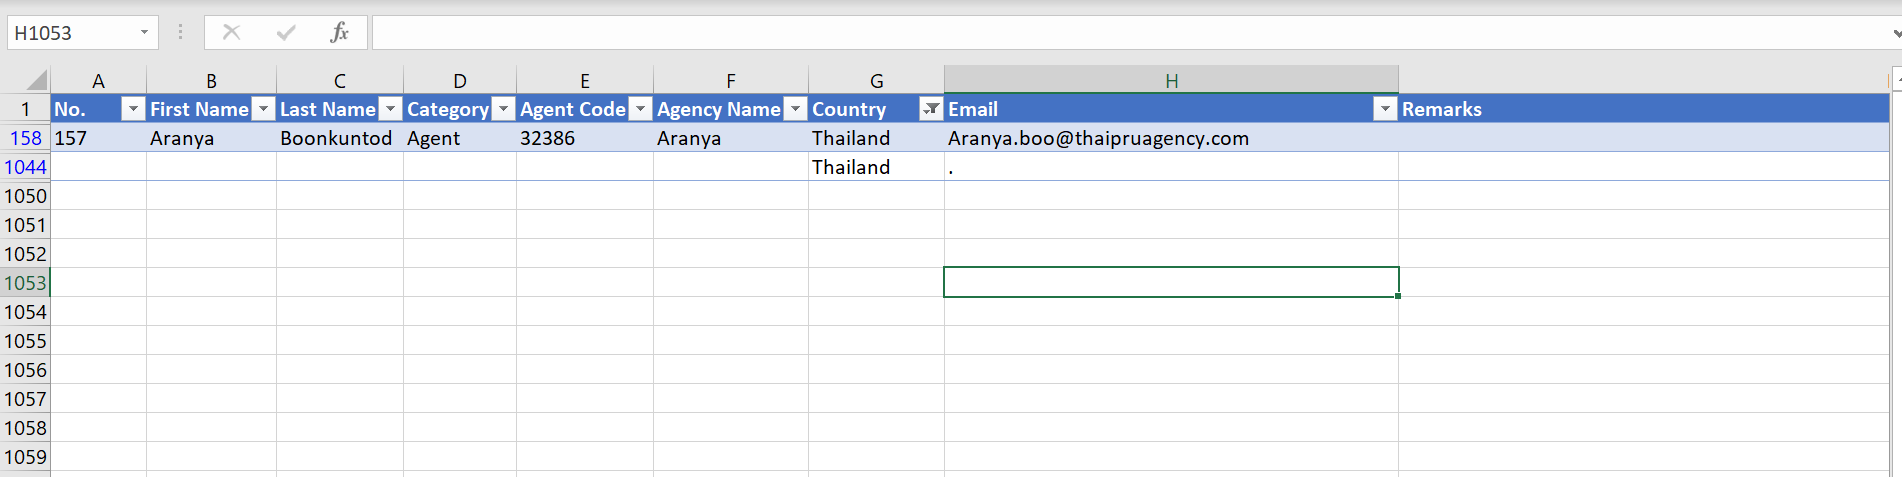 H1053 fx
A B C D E F G H
1 No. First Name Last Name Category Agent Code Agency Name Country Email Remarks
158 157 Aranya Boonkuntod Agent 32386 Aranya Thailand Aranya.boo@thaipruagency.com
1044 Thailand .
1050
1051
1052
1053
1054
1055
1056
1057
1058
1059